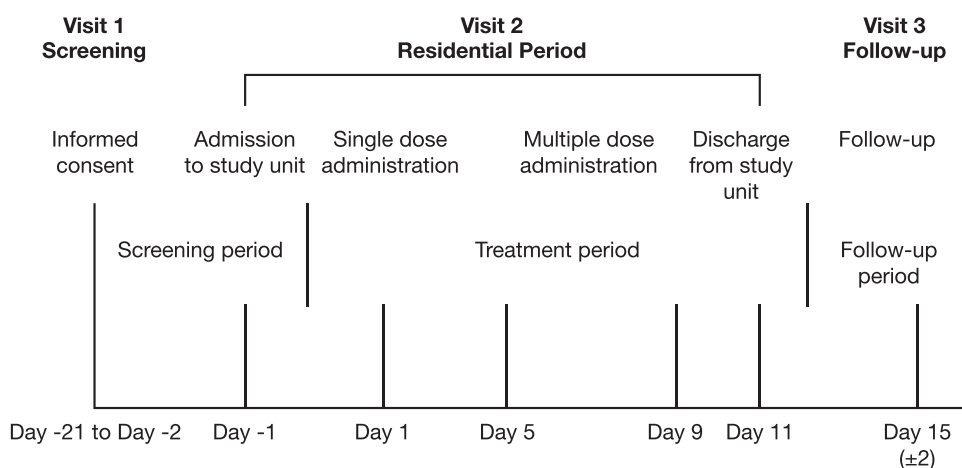 Visit 1
Screening
Visit 2
Residential Period
Visit 3
Follow-up
Informed
consent
Admission
to study unit
Single dose
administration
Multiple dose
administration
Discharge
from study
unit
Follow-up
Screening period
Treatment period
Follow-up
period
Day -21 to Day -2
Day -1
Day 1
Day 5
Day 9
Day 11
Day 15
(±2)